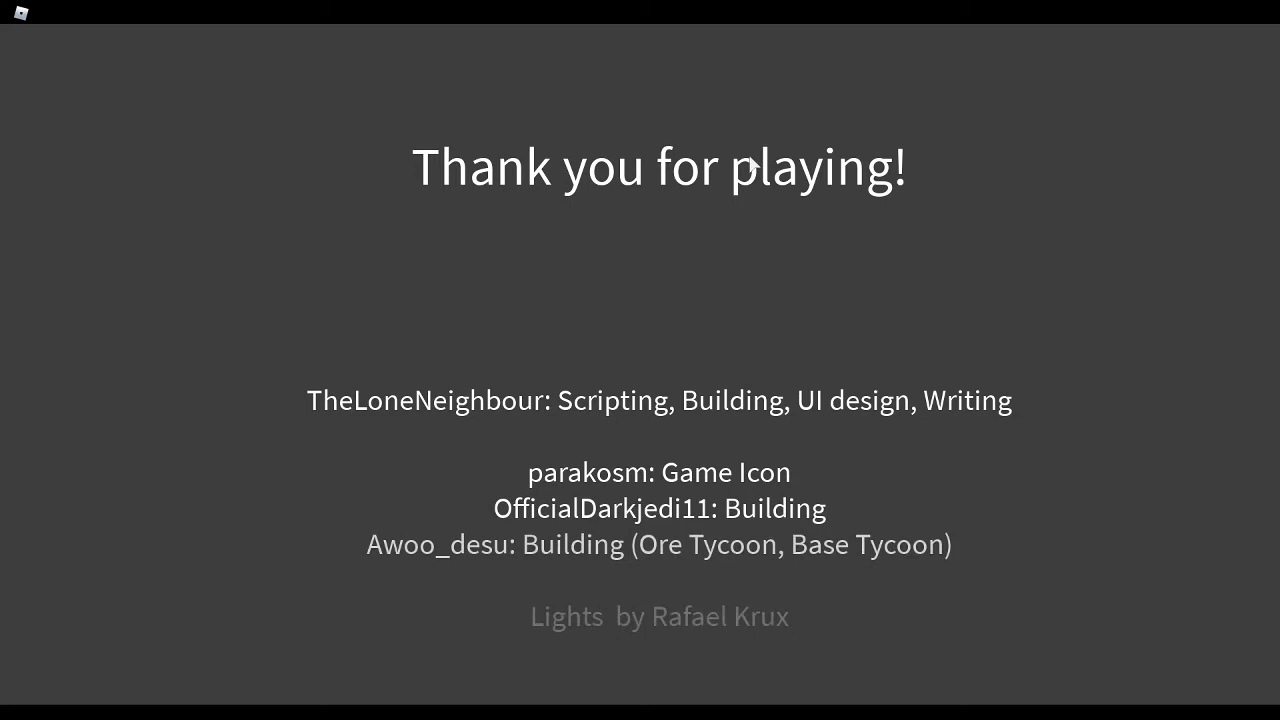 Thank you for playing!
TheLoneNeighbour: Scripting, Building, UI design, Writing
parakosm: Game Icon
OfficialDarkjedi11: Building
Awoo_desu: Building (Ore Tycoon, Base Tycoon)
Lights by Rafael Krux